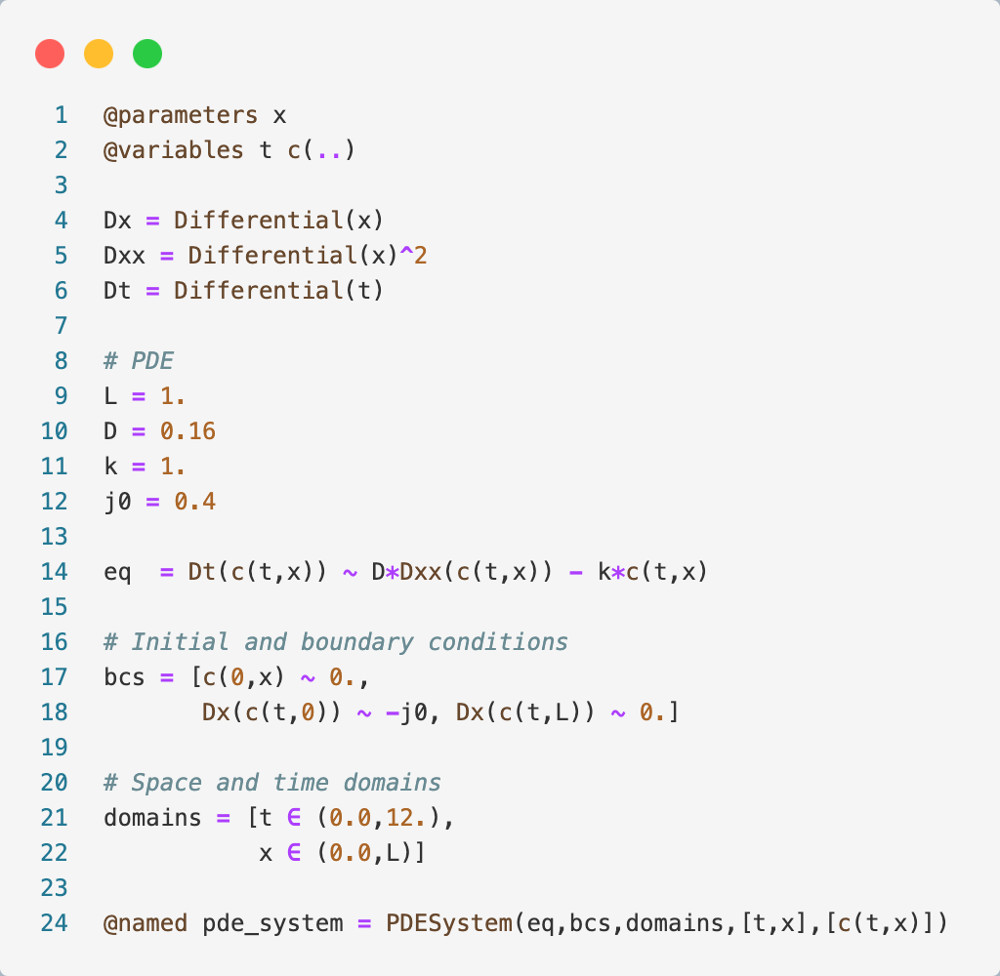 1 @parameters x
2 @variables t c(..)
3
4 Dx = Differential(x)
5 Dxx = Differential(x)^2
6 Dt = Differential(t)
7
8 # PDE
9 L = 1.
10 D = 0.16
11 k = 1.
12 j0 = 0.4
13
14 eq  = Dt(c(t,x)) ~ D*Dxx(c(t,x)) - k*c(t,x)
15
16 # Initial and boundary conditions
17 bcs = [c(0,x) ~ 0.,
18        Dx(c(t,0)) ~ -j0, Dx(c(t,L)) ~ 0.]
19
20 # Space and time domains
21 domains = [t ∈ (0.0,12.),
22            x ∈ (0.0,L)]
23
24 @named pde_system = PDESystem(eq,bcs,domains,[t,x],[c(t,x)])